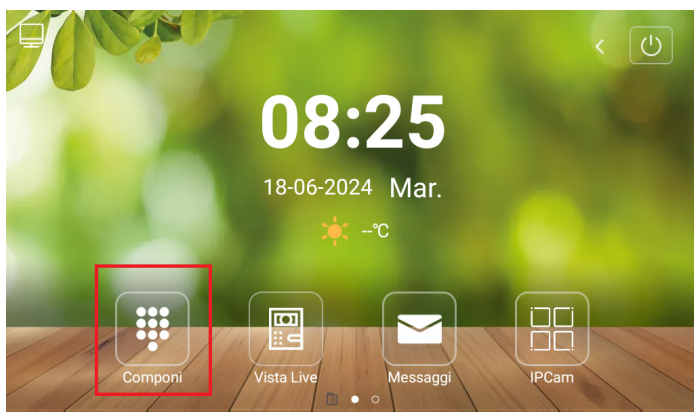 08:25
18-06-2024 Mar.
--°C
Componi
Vista Live
Messaggi
IPCam